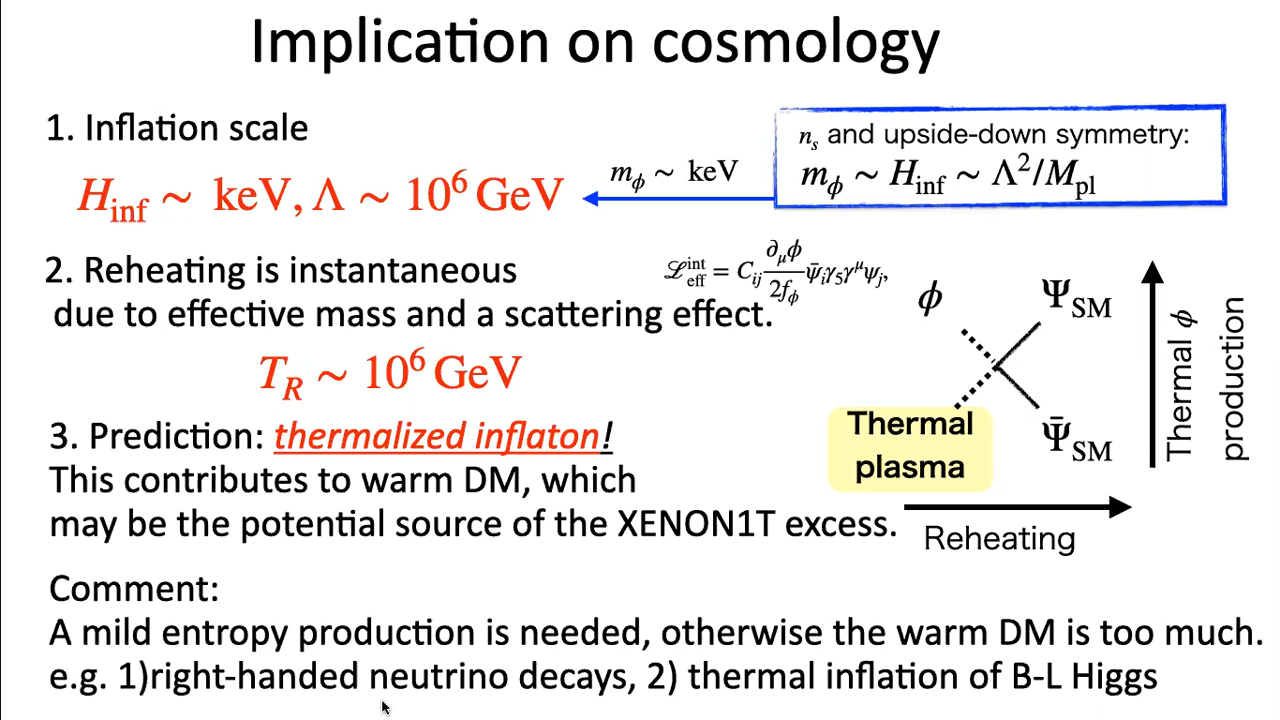 Implication on cosmology
1. Inflation scale
H_inf ∼ keV, Λ ∼ 10⁶ GeV
m_ϕ ∼ keV
n_s and upside-down symmetry:
m_ϕ ∼ H_inf ∼ Λ²/M_pl
2. Reheating is instantaneous
due to effective mass and a scattering effect.
ℒ_eff^int = C_ij ∂_μϕ/2f_ϕ ψ̄_iγ_5γ^μψ_j,
T_R ∼ 10⁶ GeV
ϕ
Ψ_SM
Thermal
plasma
Ψ̄_SM
Thermal ϕ
production
Reheating
3. Prediction: thermalized inflaton!
This contributes to warm DM, which
may be the potential source of the XENON1T excess.
Comment:
A mild entropy production is needed, otherwise the warm DM is too much.
e.g. 1)right-handed neutrino decays, 2) thermal inflation of B-L Higgs